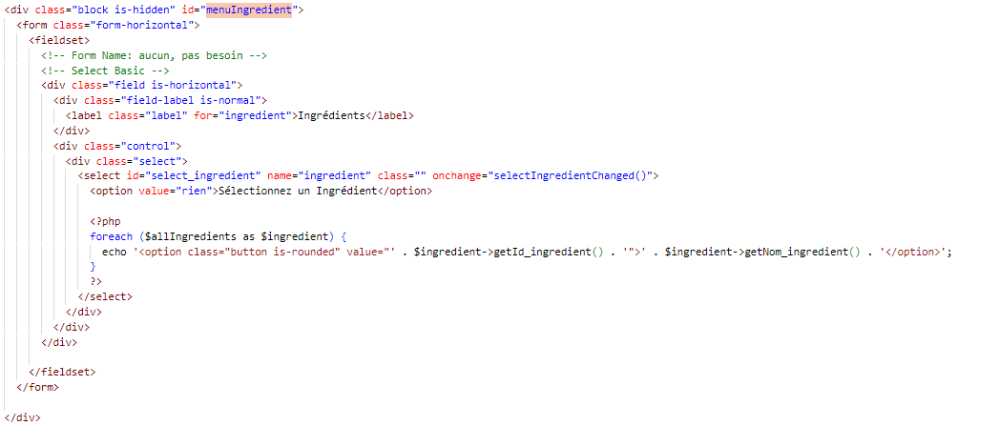 <div class="block is-hidden" id="menuIngredient">
<form class="form-horizontal">
<fieldset>
<!-- Form Name: aucun, pas besoin -->
<!-- Select Basic -->
<div class="field is-horizontal">
<div class="field-label is-normal">
<label class="label" for="ingredient">Ingrédients</label>
</div>
<div class="control">
<div class="select">
<select id="select_ingredient" name="ingredient" class="" onchange="selectIngredientChanged()">
<option value="rien">Sélectionnez un Ingrédient</option>
<?php
foreach ($allIngredients as $ingredient) {
echo '<option class="button is-rounded" value="' . $ingredient->getId_ingredient() . '">' . $ingredient->getNom_ingredient() . '</option>';
}
?>
</select>
</div>
</div>
</div>
</fieldset>
</form>
</div>